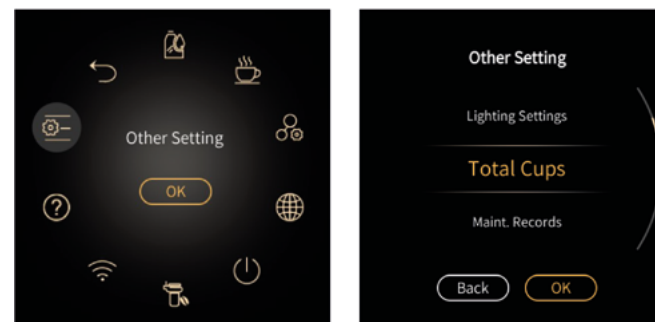 Other Setting
OK
Other Setting
Lighting Settings
Total Cups
Maint. Records
Back
OK